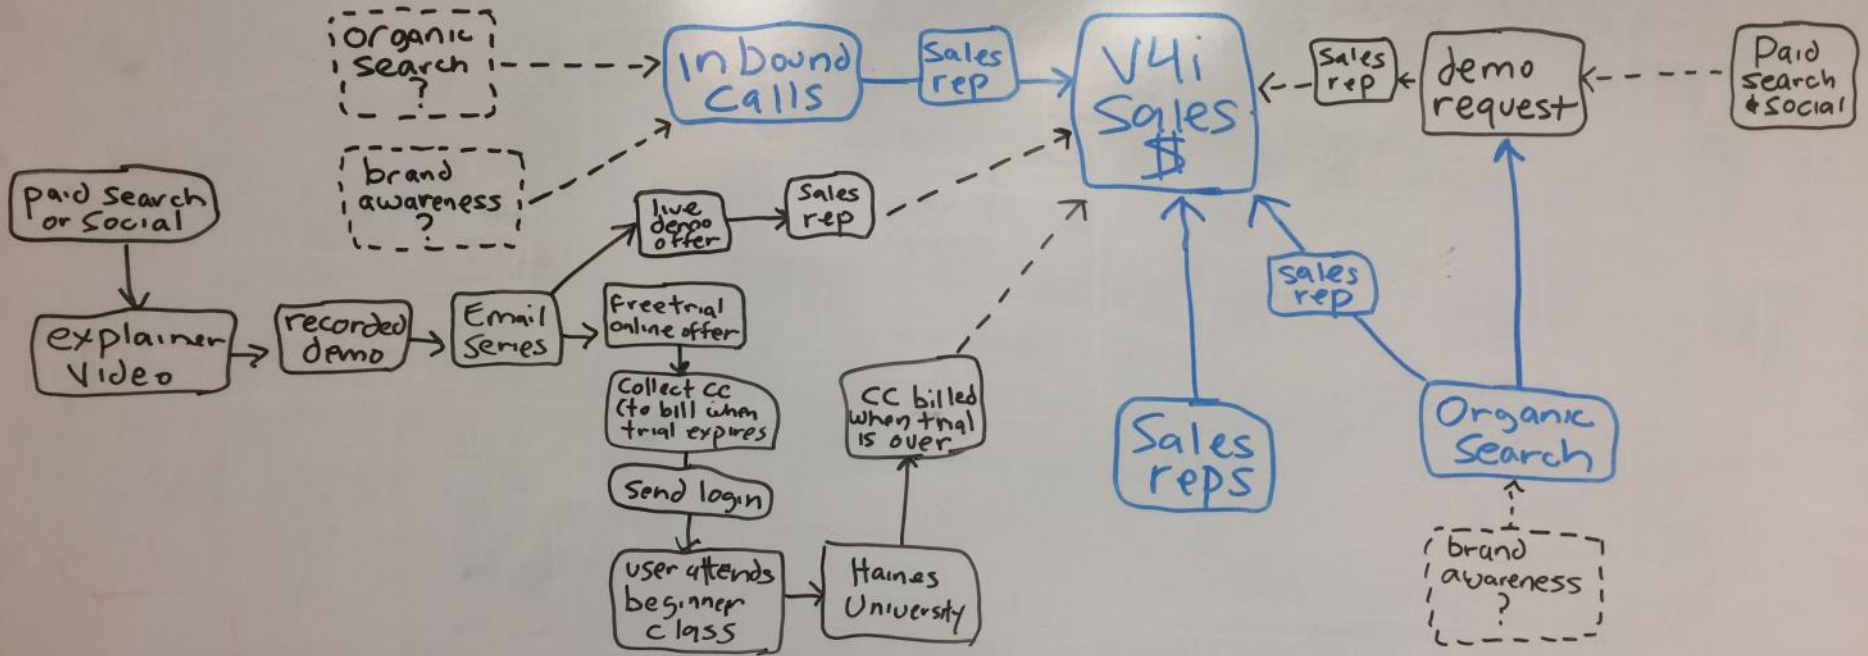 organic
search
?
inbound
calls
Sales
rep
V4i
Sales
$
Sales
rep
demo
request
Paid
search
& social
brand
awareness
?
paid search
or social
live
demo
offer
Sales
rep
explainer
Video
recorded
demo
Email
Series
free trial
online offer
Collect CC
(to bill when
trial expires
Send login
user attends
beginner
class
Haines
University
CC billed
when trial
is over
Sales
reps
sales
rep
Organic
Search
brand
awareness
?